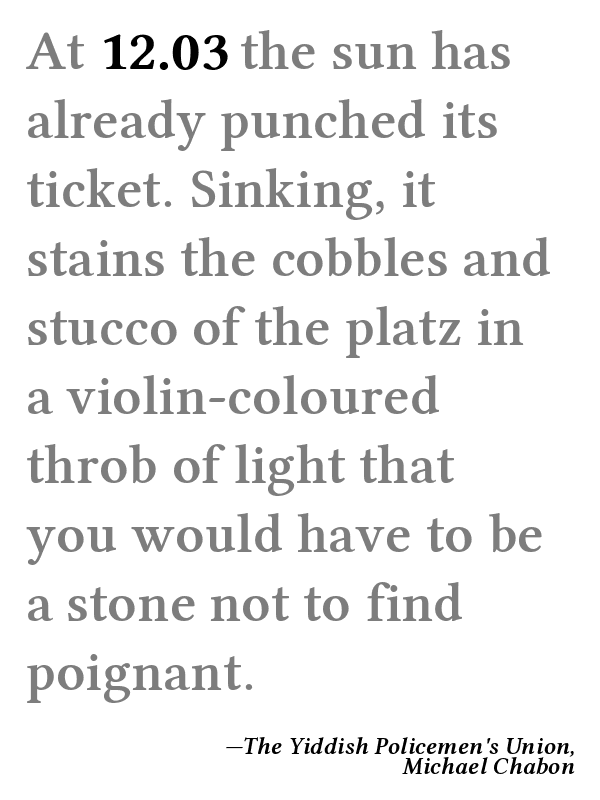 At 12.03 the sun has
already punched its
ticket. Sinking, it
stains the cobbles and
stucco of the platz in
a violin-coloured
throb of light that
you would have to be
a stone not to find
poignant.
—The Yiddish Policemen's Union,
Michael Chabon